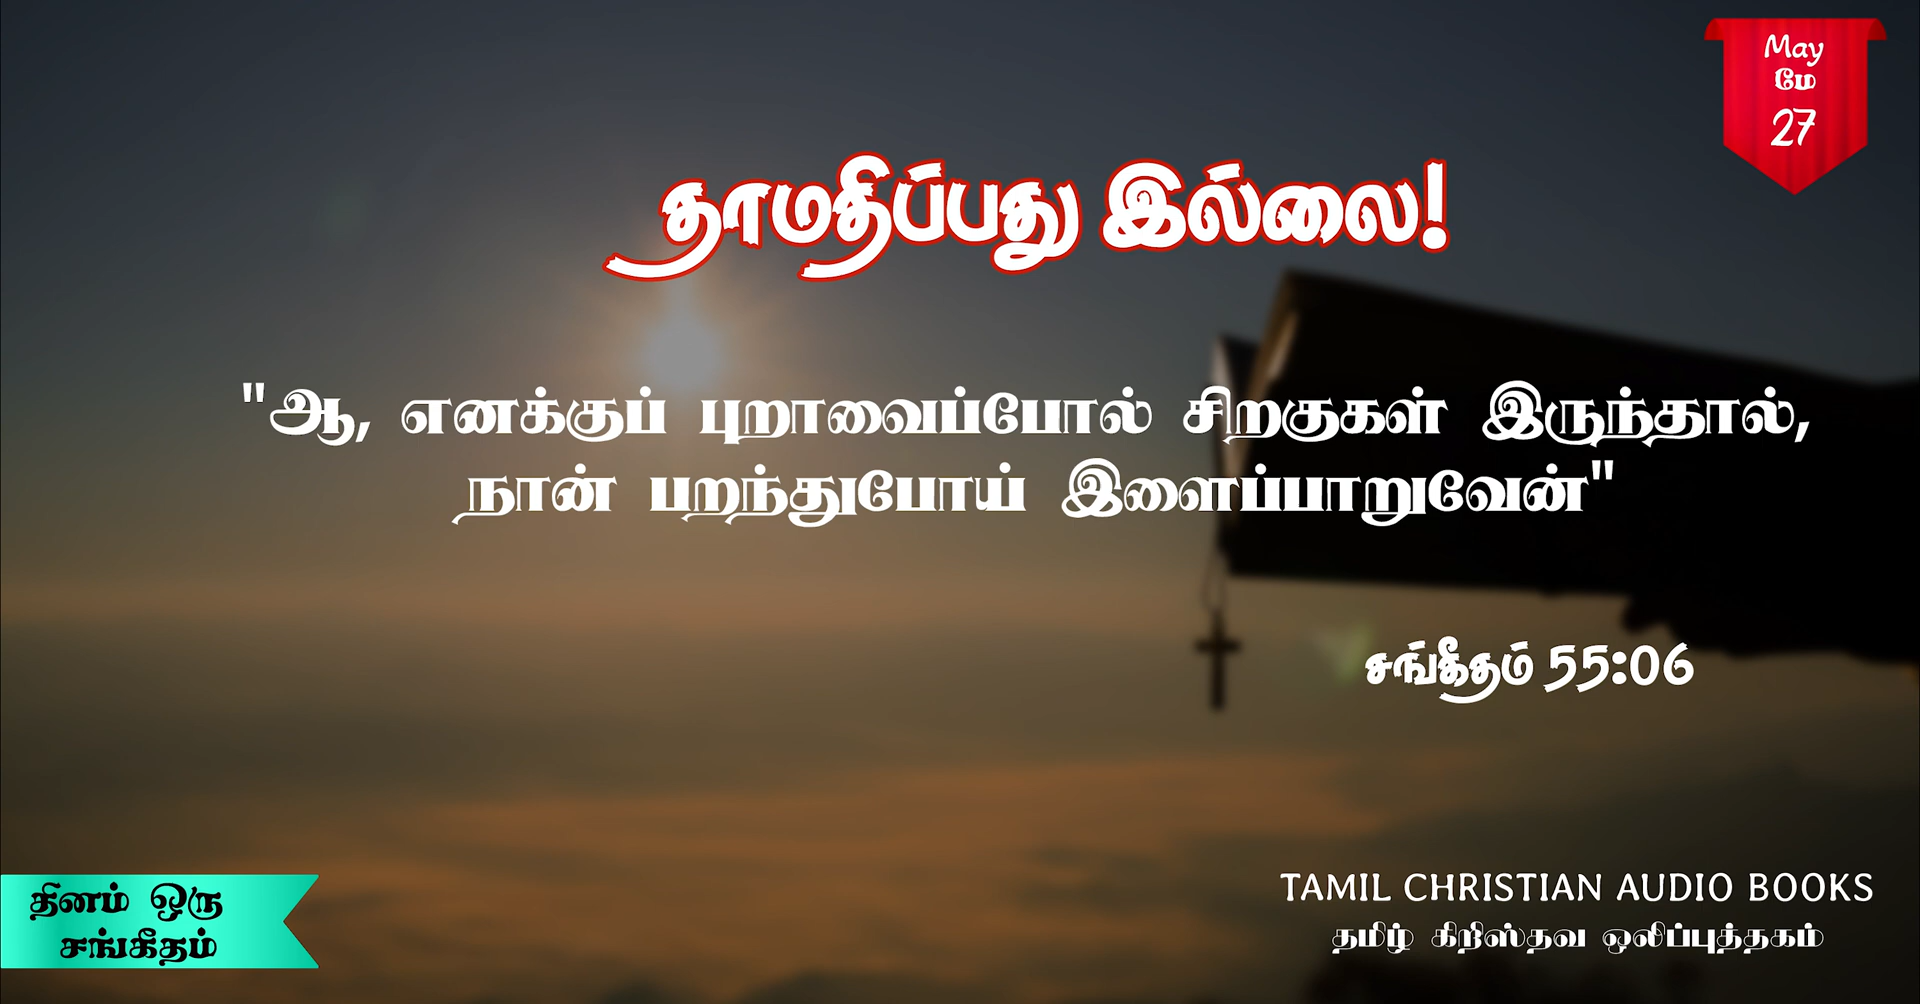 May
மே
27
தாமதிப்பது இல்லை!
"ஆ, எனக்குப் புறாவைப்போல் சிறகுகள் இருந்தால்,
நான் பறந்துபோய் இளைப்பாறுவேன்"
சங்கீதம் 55:06
தினம் ஒரு
சங்கீதம்
TAMIL CHRISTIAN AUDIO BOOKS
தமிழ் கிறிஸ்தவ ஒலிப்புத்தகம்